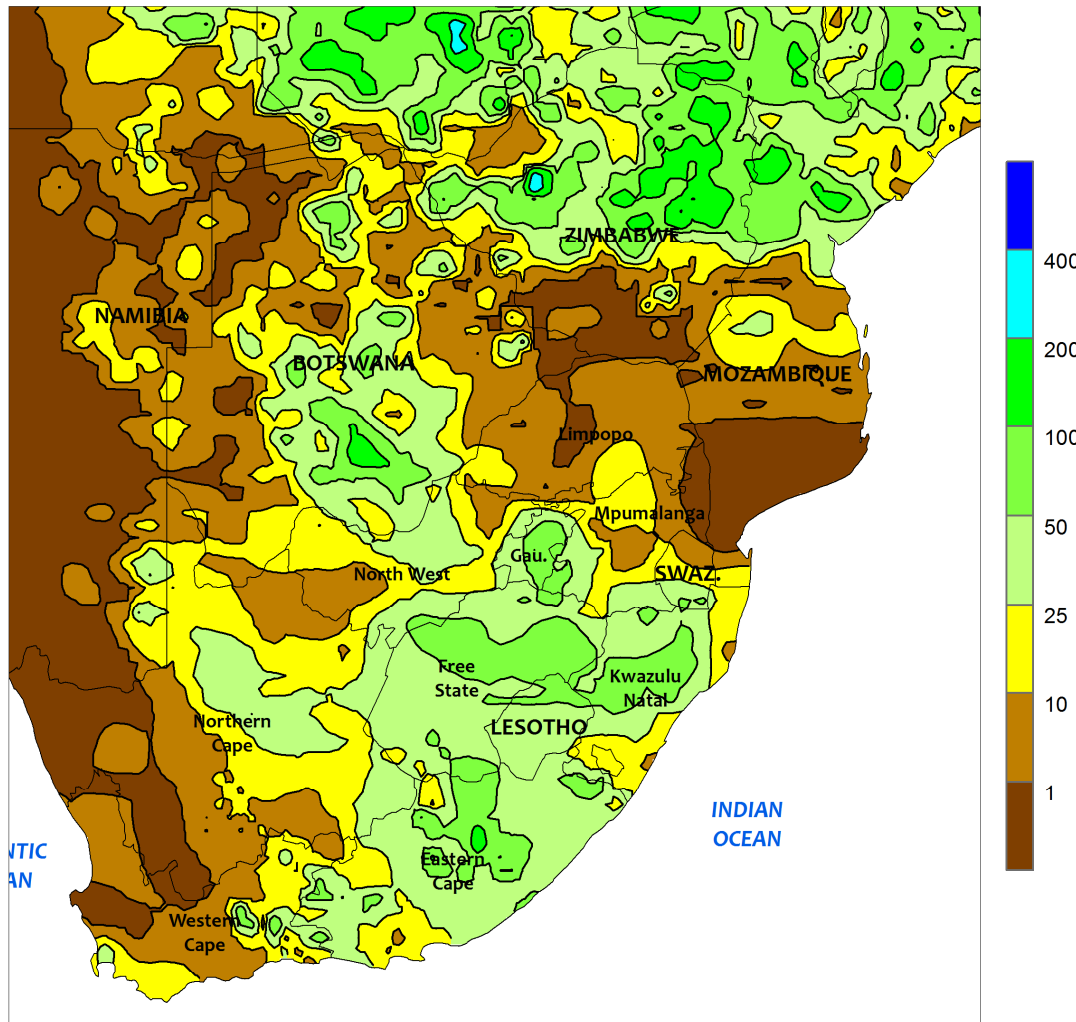 ZIMBABWE
400
NAMIBIA
200
BOTSWANA
MOZAMBIQUE
Limpopo
100
Mpumalanga
50
Gau.
North West
SWAZ.
25
Free
State
Kwazulu
Natal
10
Northern
Cape
LESOTHO
1
INDIAN
OCEAN
NTIC
AN
Eastern
Cape
Western
Cape